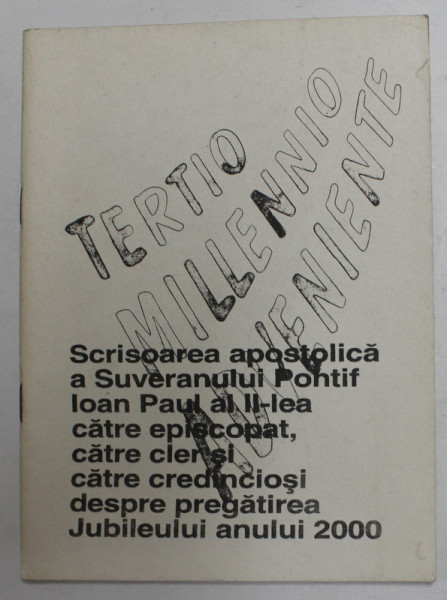 TERTIO
MILLENNIO
ADVENIENTE
Scrisoarea apostolică
a Suveranului Pontif
Ioan Paul al II-lea
către episcopat,
către cler și
către credincioşi
despre pregătirea
Jubileului anului 2000